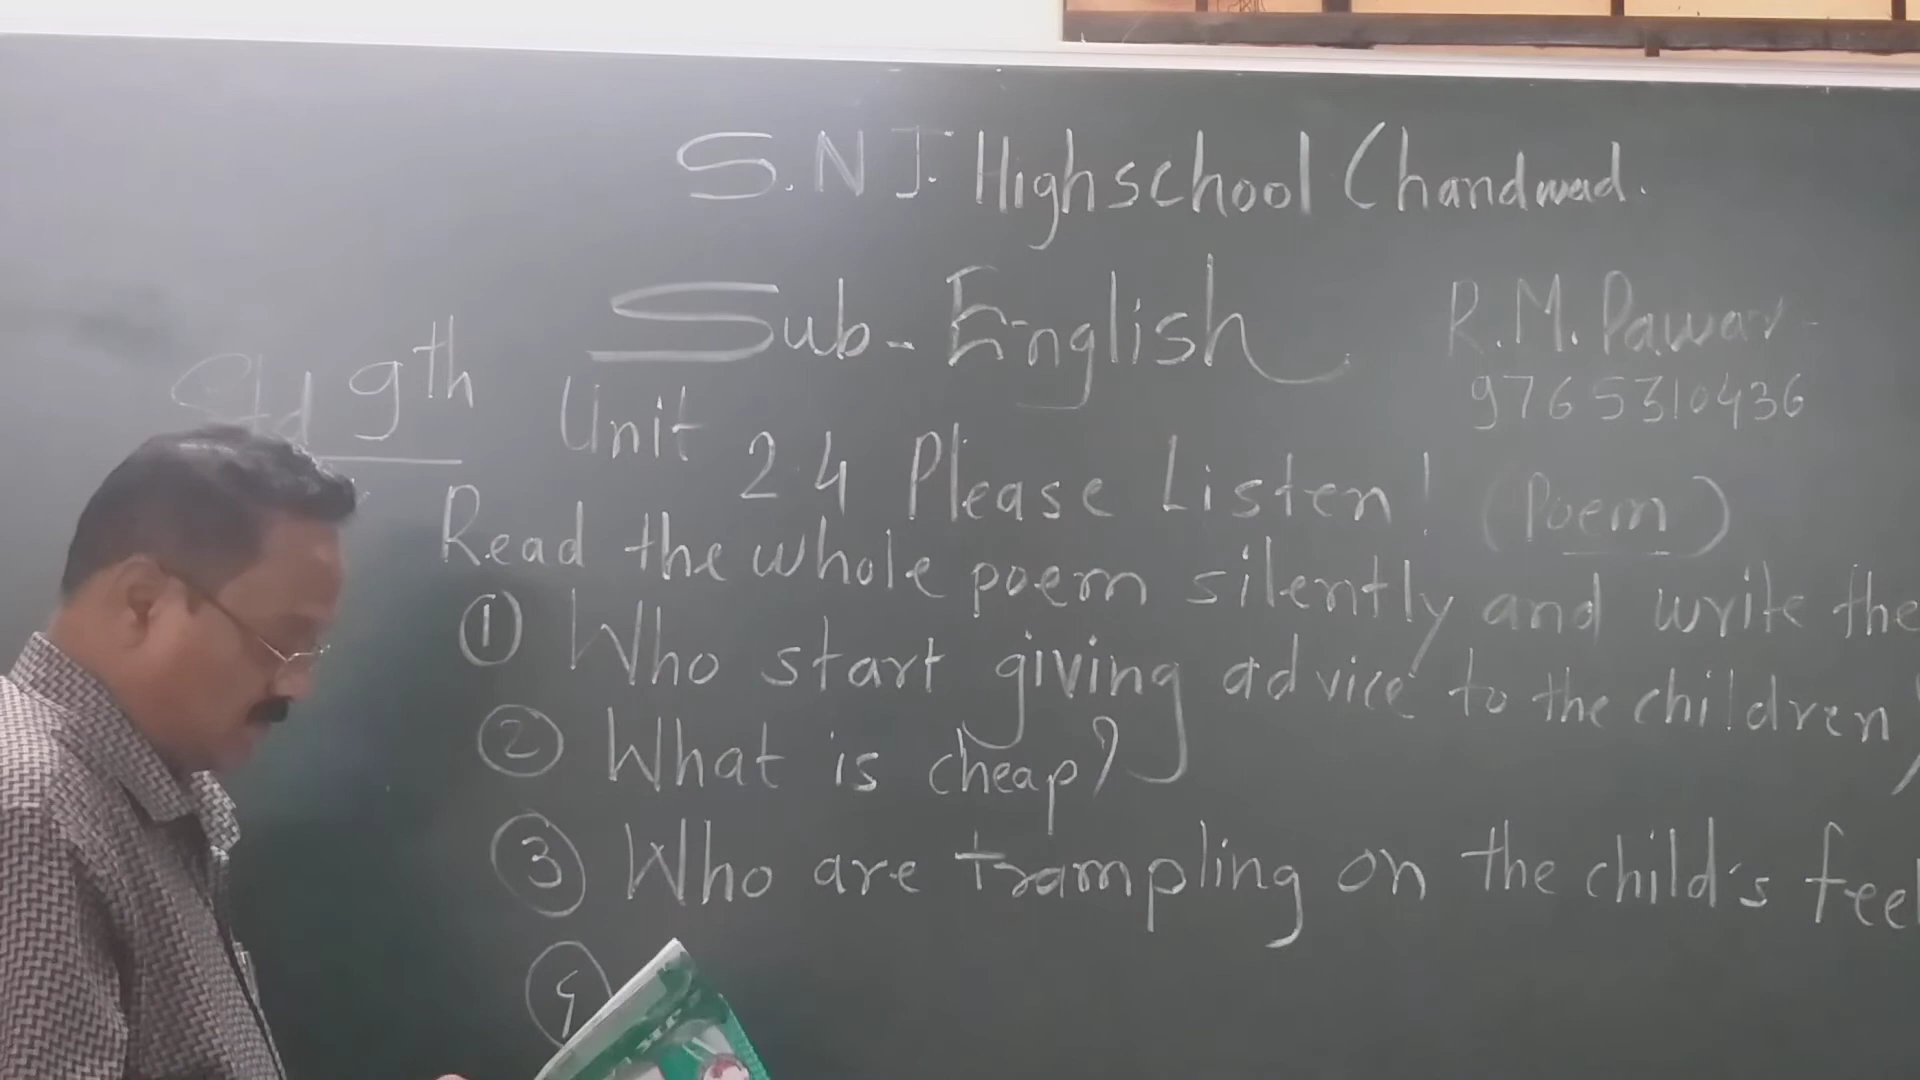 S.N.J. Highschool Chandwad.
Sub-English
R.M. Pawar
9765310436
Std 9th
Unit 2.4 Please Listen! (Poem)
Read the whole poem silently and write the
① Who start giving advice to the children?
② What is cheap?
③ Who are trampling on the child's feel
④